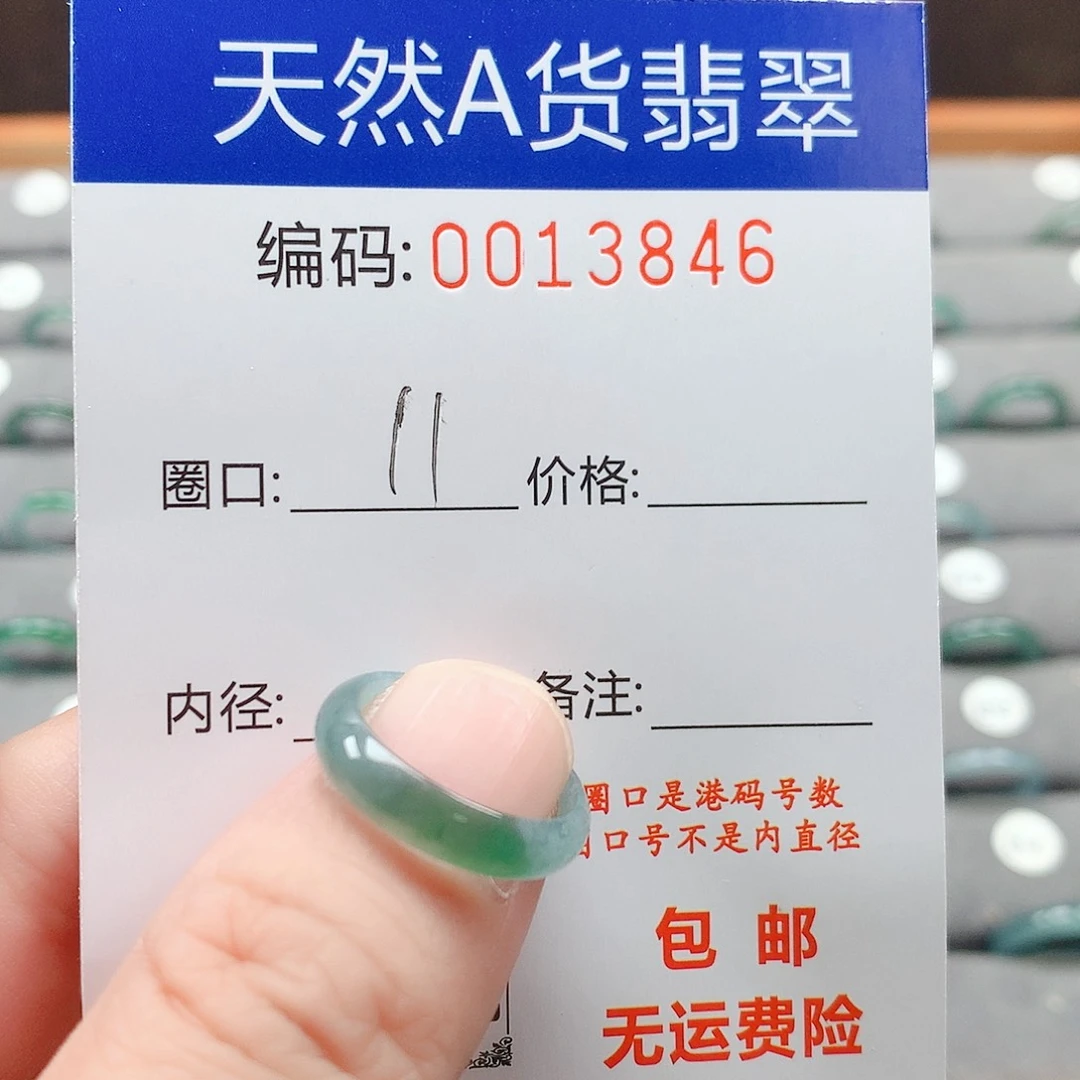 天然A货翡翠
编码:0013846
圈口: 11 价格:
内径: 备注:
圈口是港码号数
口号不是内直径
包邮
无运费险